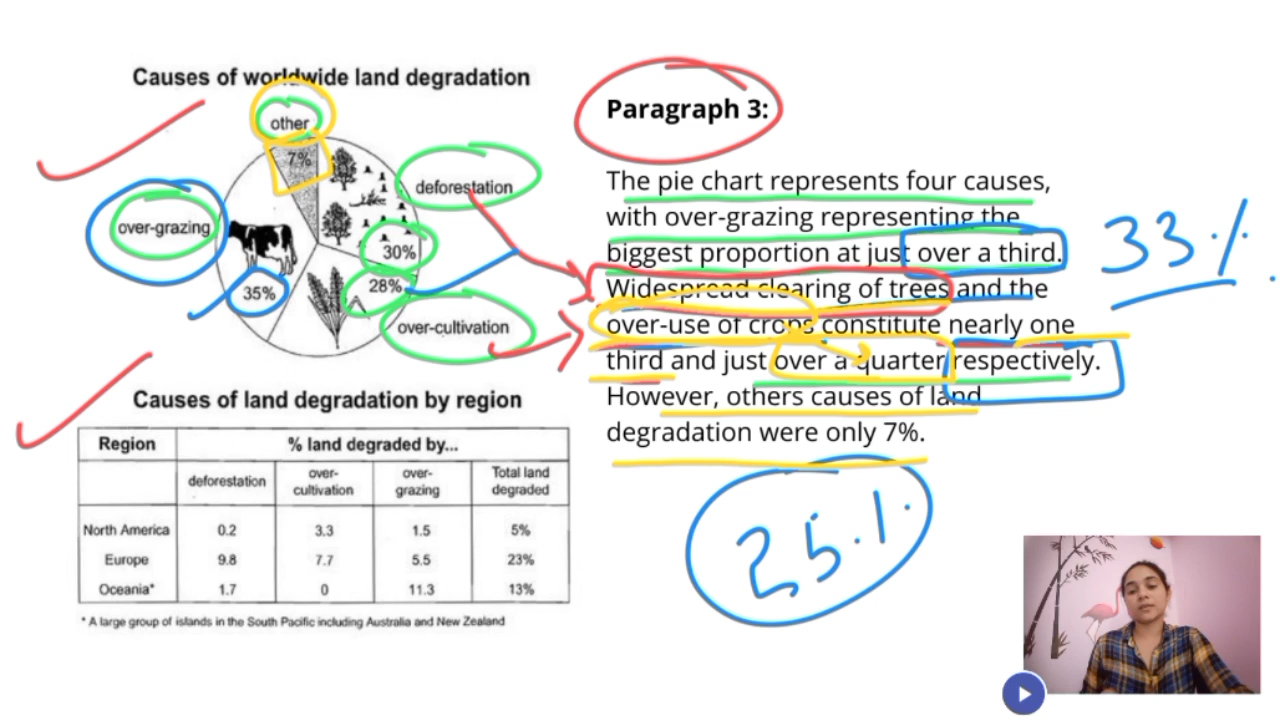 Causes of worldwide land degradation
other
7%
deforestation
over-grazing
30%
35%
28%
over-cultivation
Causes of land degradation by region
Region % land degraded by...
deforestation over-cultivation over-grazing Total land degraded
North America 0.2 3.3 1.5 5%
Europe 9.8 7.7 5.5 23%
Oceania* 1.7 0 11.3 13%
* A large group of islands in the South Pacific including Australia and New Zealand
Paragraph 3:
The pie chart represents four causes,
with over-grazing representing the
biggest proportion at just over a third.
Widespread clearing of trees and the
over-use of crops constitute nearly one
third and just over a quarter respectively.
However, others causes of land
degradation were only 7%.
33%
25%